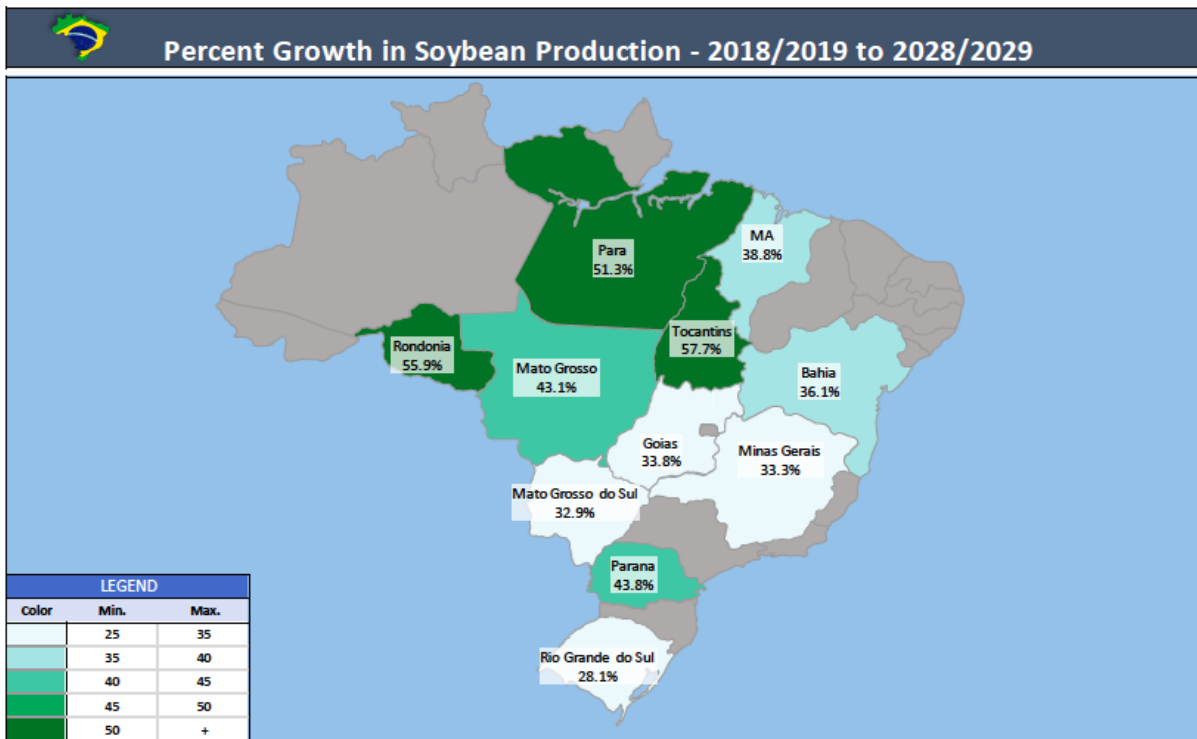 Percent Growth in Soybean Production - 2018/2019 to 2028/2029
Para
51.3%
MA
38.8%
Rondonia
55.9%
Tocantins
57.7%
Mato Grosso
43.1%
Bahia
36.1%
Goias
33.8%
Minas Gerais
33.3%
Mato Grosso do Sul
32.9%
Parana
43.8%
Rio Grande do Sul
28.1%
LEGEND
Color Min. Max.
25 35
35 40
40 45
45 50
50 +